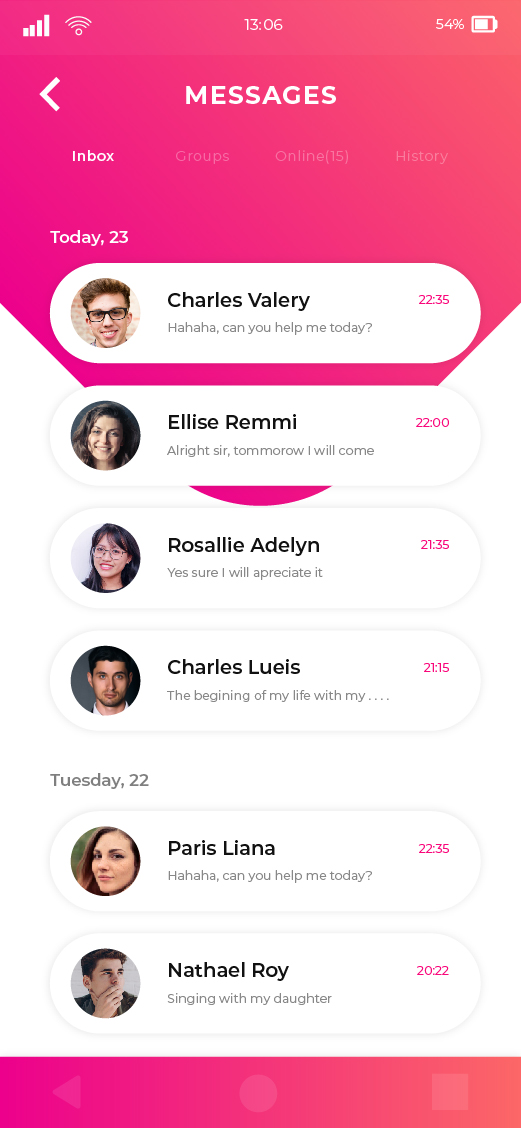 13:06
54%
MESSAGES
Inbox Groups Online(15) History
Today, 23
Charles Valery 22:35
Hahaha, can you help me today?
Ellise Remmi 22:00
Alright sir, tommorow I will come
Rosallie Adelyn 21:35
Yes sure I will apreciate it
Charles Lueis 21:15
The begining of my life with my . . . .
Tuesday, 22
Paris Liana 22:35
Hahaha, can you help me today?
Nathael Roy 20:22
Singing with my daughter